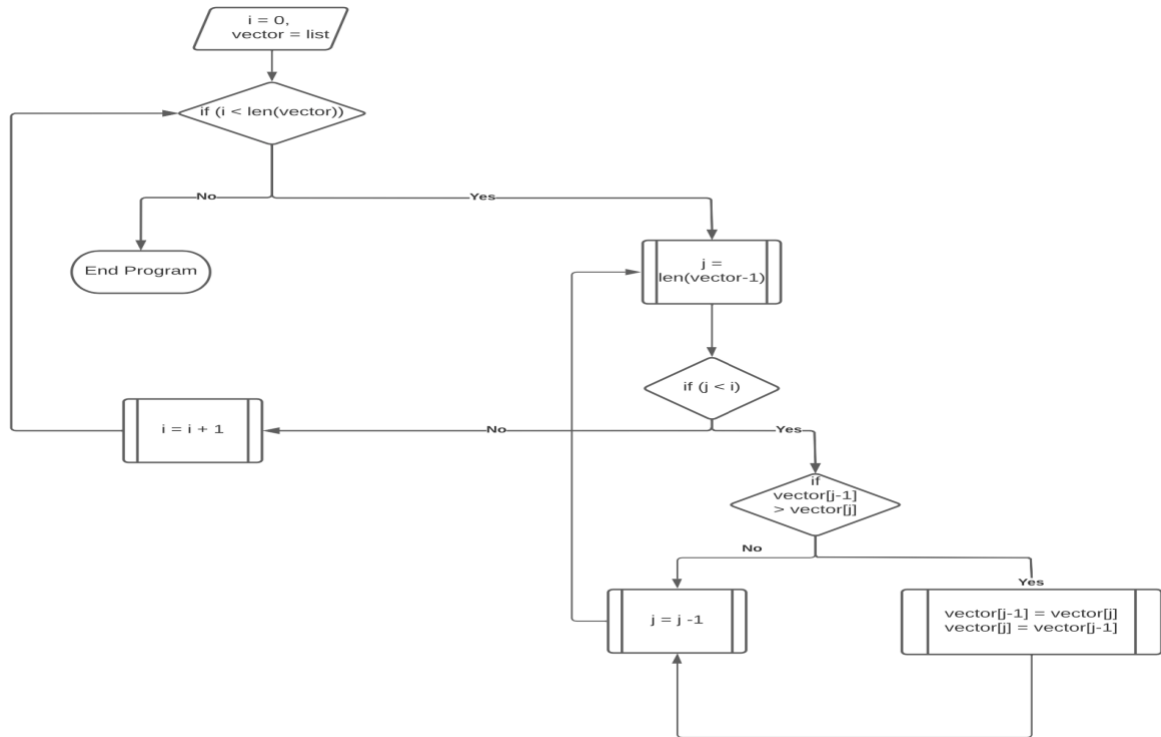 i = 0,
vector = list
if (i < len(vector))
No
Yes
End Program
j =
len(vector-1)
if (j < i)
i = i + 1
No
Yes
if
vector[j-1]
> vector[j]
No
Yes
j = j -1
vector[j-1] = vector[j]
vector[j] = vector[j-1]